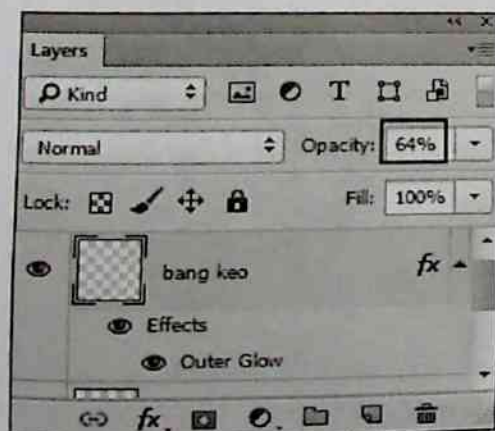 Layers
Kind T
Normal Opacity: 64%
Lock: Fill: 100%
bang keo fx
Effects
Outer Glow
fx